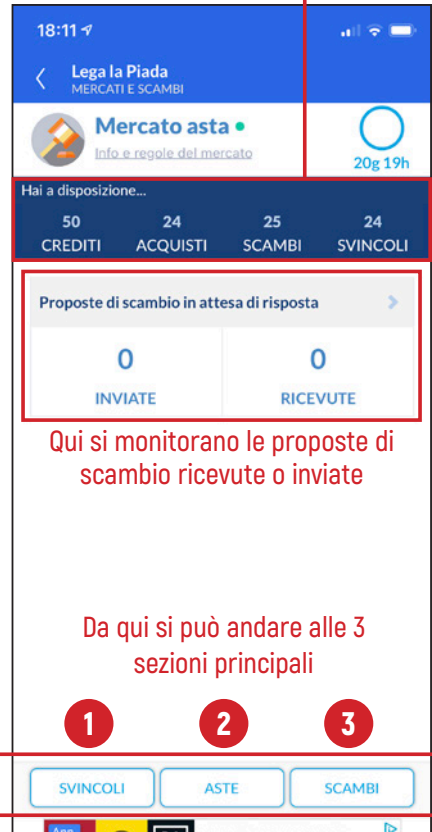 18:11
Lega la Piada
MERCATI E SCAMBI
Mercato asta
Info e regole del mercato
20g 19h
Hai a disposizione...
50 24 25 24
CREDITI ACQUISTI SCAMBI SVINCOLI
Proposte di scambio in attesa di risposta
0 0
INVIATE RICEVUTE
Qui si monitorano le proposte di
scambio ricevute o inviate
Da qui si può andare alle 3
sezioni principali
1 2 3
SVINCOLI ASTE SCAMBI
App